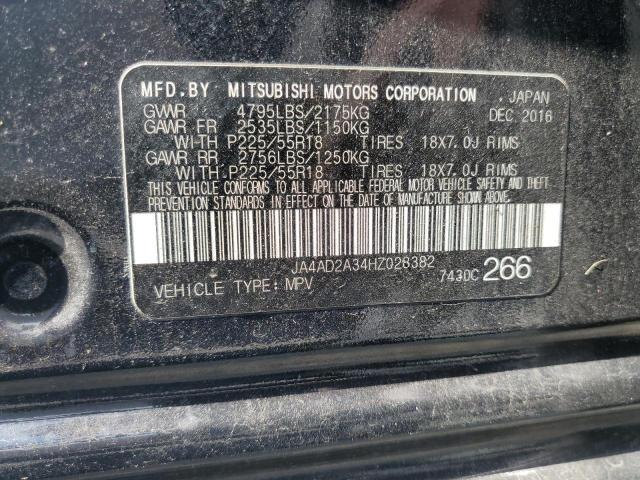 MFD.BY MITSUBISHI MOTORS CORPORATION JAPAN
GVWR 4795LBS/2175KG DEC 2016
GAWR FR 2535LBS/1150KG
WITH P225/55R18 TIRES 18X7.0J RIMS
GAWR RR 2756LBS/1250KG
WITH P225/55R18 TIRES 18X7.0J RIMS
THIS VEHICLE CONFORMS TO ALL APPLICABLE FEDERAL MOTOR VEHICLE SAFETY AND THEFT
PREVENTION STANDARDS IN EFFECT ON THE DATE OF MANUFACTURE SHOWN ABOVE.
JA4AD2A34HZ028382
VEHICLE TYPE: MPV 7430C 266